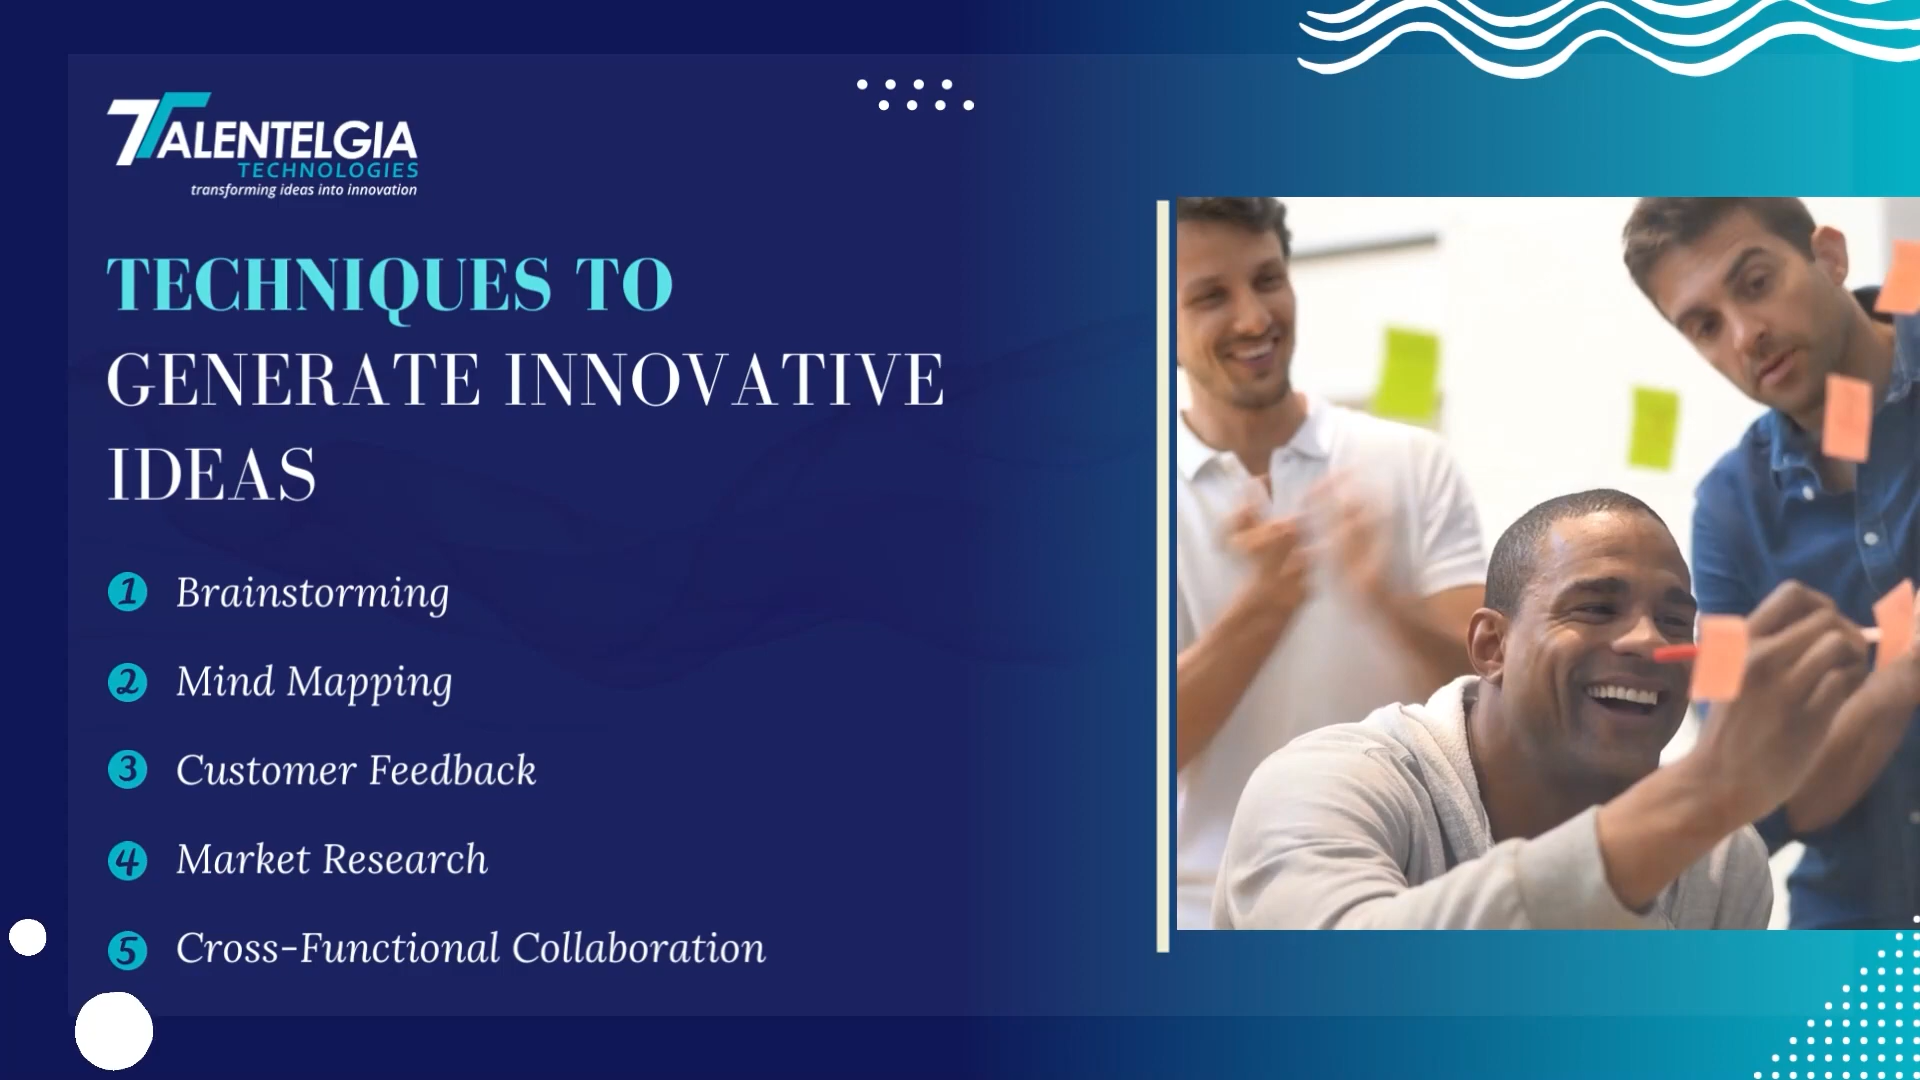 TALENTELGIA
TECHNOLOGIES
transforming ideas into innovation
TECHNIQUES TO
GENERATE INNOVATIVE
IDEAS
1 Brainstorming
2 Mind Mapping
3 Customer Feedback
4 Market Research
5 Cross-Functional Collaboration